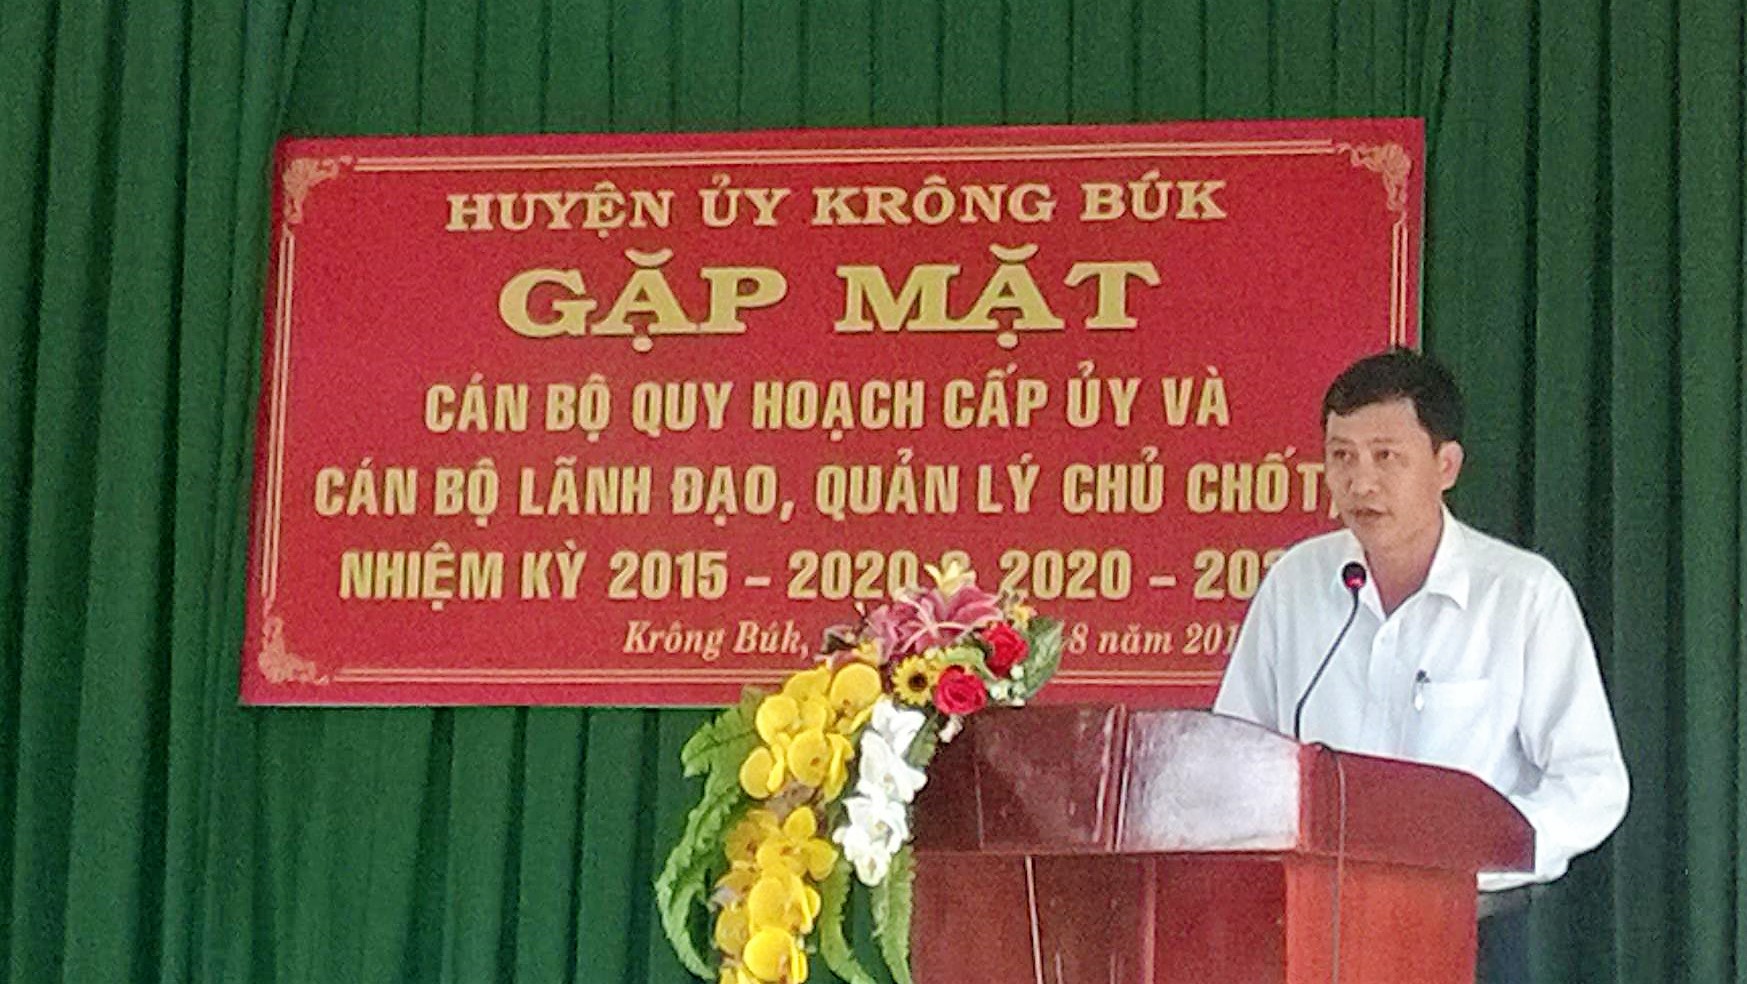 HUYỆN ỦY KRÔNG BÚK
GẶP MẶT
CÁN BỘ QUY HOẠCH CẤP ỦY VÀ
CÁN BỘ LÃNH ĐẠO, QUẢN LÝ CHỦ CHỐT,
NHIỆM KỲ 2015 - 2020 & 2020 -
Krông Búk, 8 năm